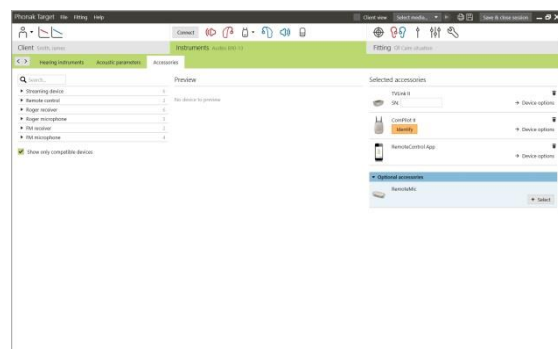 Phonak Target File Fitting Help
Client view Select media... Save & close session
Connect
Client Smith, James
Instruments Audéo B90-13
Fitting
Hearing instruments Acoustic parameters Accessories
Search...
Streaming device
Remote control
Roger receiver
Roger microphone
FM receiver
FM microphone
Show only compatible devices
Preview
No device to preview
Selected accessories
TVLink II
SN:
Device options
ComPilot II
Identify
Device options
RemoteControl App
Device options
Optional accessories
RemoteMic
+ Select